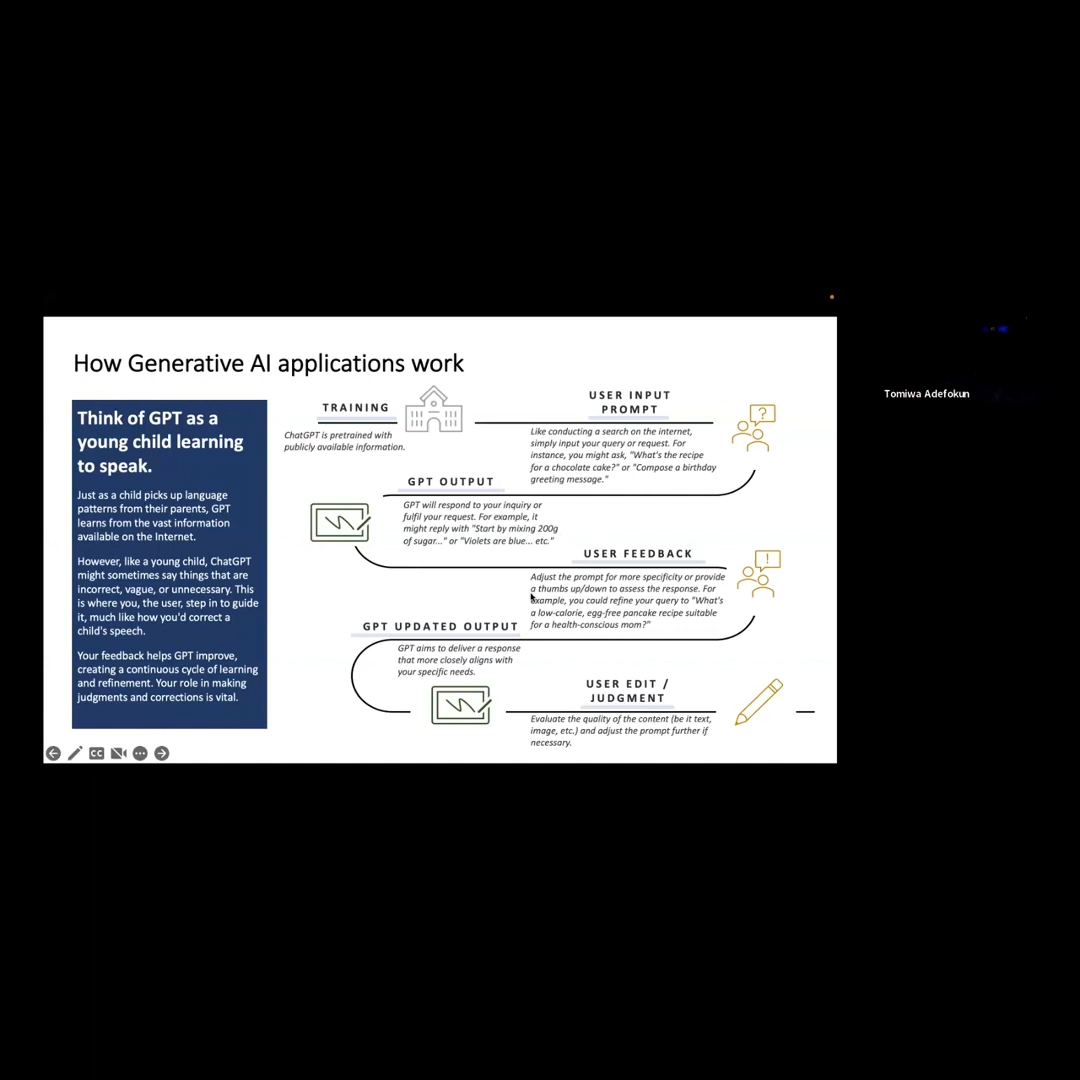 How Generative AI applications work
Think of GPT as a
young child learning
to speak.
Just as a child picks up language
patterns from their parents, GPT
learns from the vast information
available on the Internet.
However, like a young child, ChatGPT
might sometimes say things that are
incorrect, vague, or unnecessary. This
is where you, the user, step in to guide
it, much like how you'd correct a
child's speech.
Your feedback helps GPT improve,
creating a continuous cycle of learning
and refinement. Your role in making
judgments and corrections is vital.
TRAINING
ChatGPT is pretrained with
publicly available information.
USER INPUT
PROMPT
?
Like conducting a search on the internet,
simply input your query or request. For
instance, you might ask, "What's the recipe
for a chocolate cake?" or "Compose a birthday
greeting message."
GPT OUTPUT
GPT will respond to your inquiry or
fulfil your request. For example, it
might reply with "Start by mixing 200g
of sugar..." or "Violets are blue... etc."
USER FEEDBACK
!
Adjust the prompt for more specificity or provide
a thumbs up/down to assess the response. For
example, you could refine your query to "What's
a low-calorie, egg-free pancake recipe suitable
for a health-conscious mom?"
GPT UPDATED OUTPUT
GPT aims to deliver a response
that more closely aligns with
your specific needs.
USER EDIT /
JUDGMENT
Evaluate the quality of the content (be it text,
image, etc.) and adjust the prompt further if
necessary.
CC
Tomiwa Adefokun